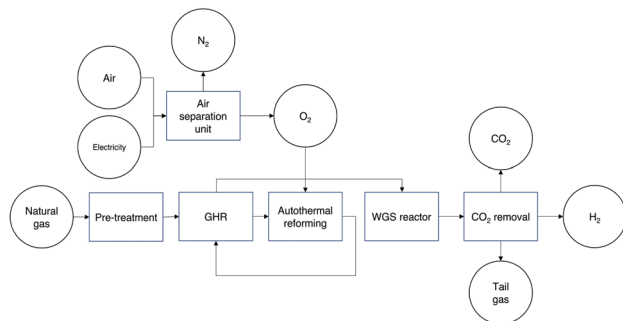 N₂
Air
Air
separation
unit
O₂
Electricity
CO₂
Natural
gas
Pre-treatment
GHR
Autothermal
reforming
WGS reactor
CO₂ removal
H₂
Tail
gas